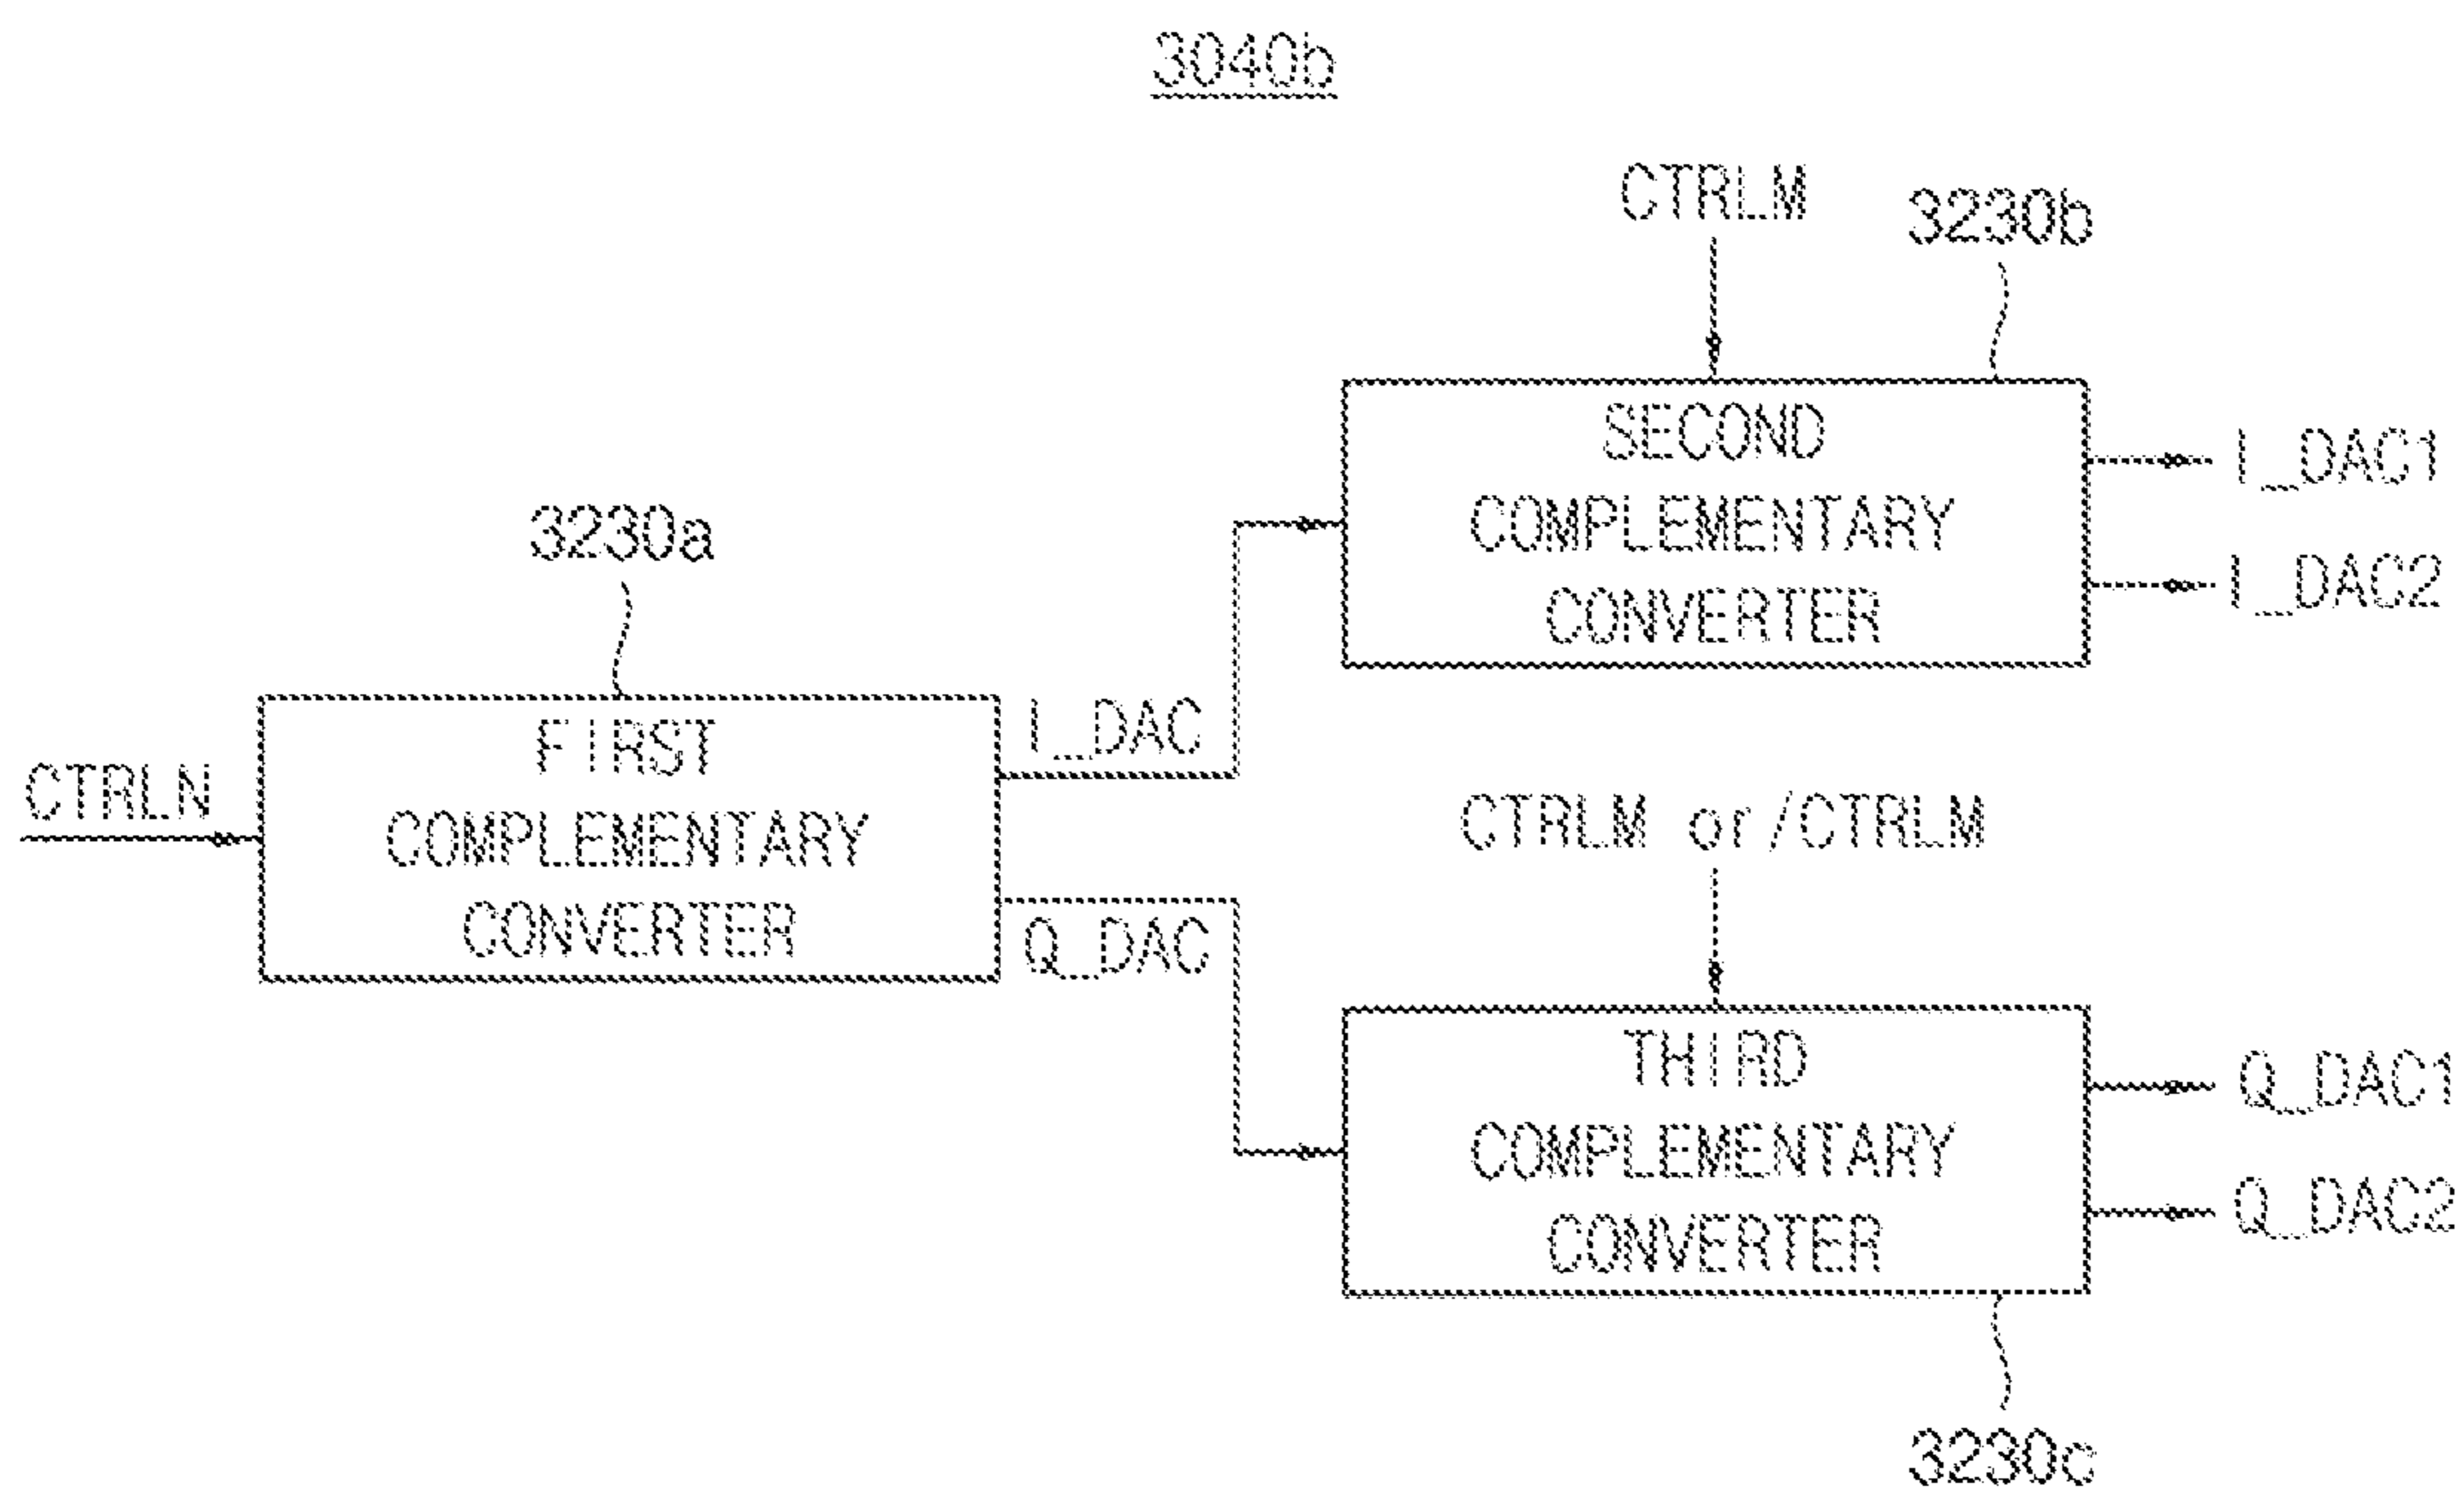 3040b
CTRLM
3230b
SECOND
COMPLEMENTARY
CONVERTER
I_DAC1
I_DAC2
3230a
FIRST
COMPLEMENTARY
CONVERTER
CTRLN
I_DAC
Q_DAC
CTRLM or /CTRLM
THIRD
COMPLEMENTARY
CONVERTER
Q_DAC1
Q_DAC2
3230c